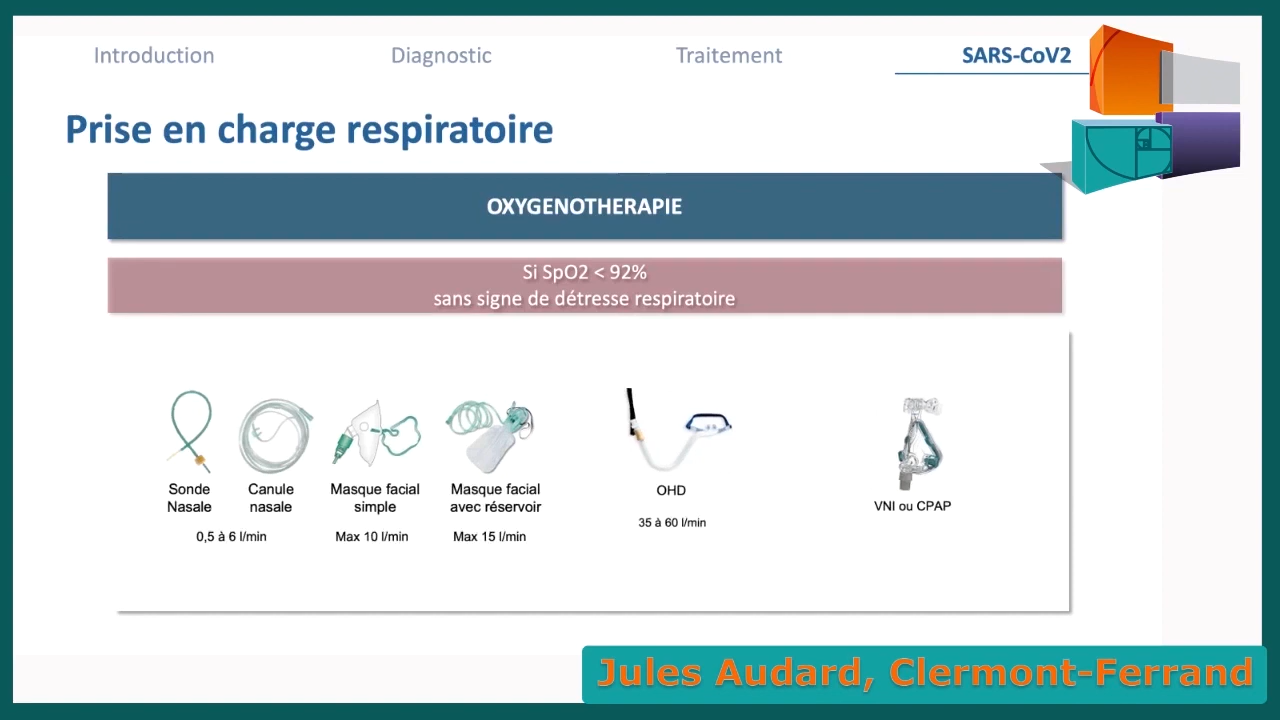 Introduction
Diagnostic
Traitement
SARS-CoV2
Prise en charge respiratoire
OXYGENOTHERAPIE
Si SpO2 < 92%
sans signe de détresse respiratoire
Sonde
Nasale
Canule
nasale
Masque facial
simple
Masque facial
avec réservoir
OHD
VNI ou CPAP
0,5 à 6 l/min
Max 10 l/min
Max 15 l/min
35 à 60 l/min
Jules Audard, Clermont-Ferrand